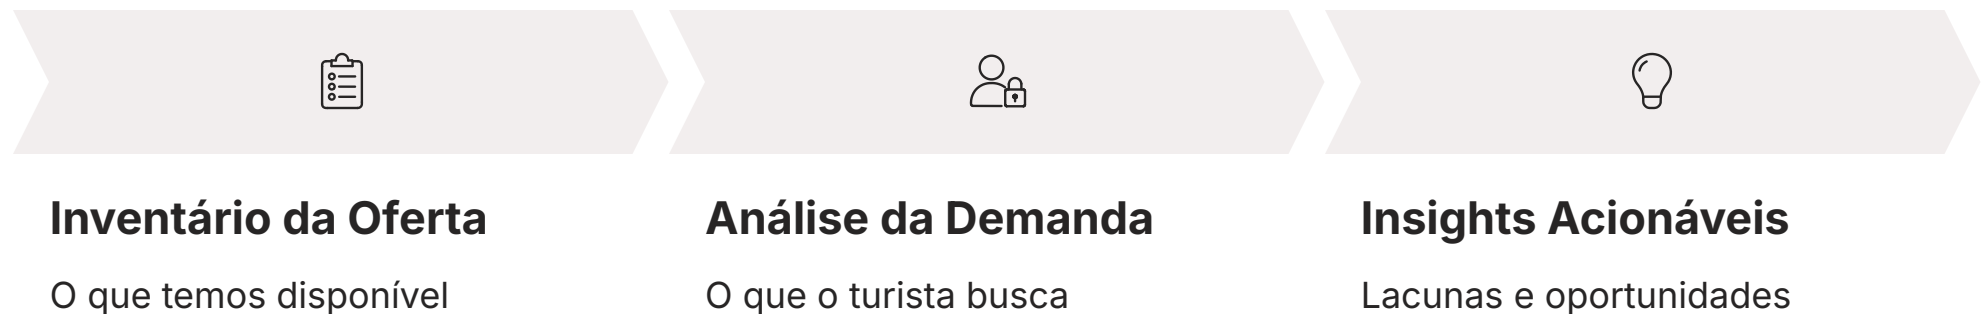 Inventário da Oferta
O que temos disponível
Análise da Demanda
O que o turista busca
Insights Acionáveis
Lacunas e oportunidades